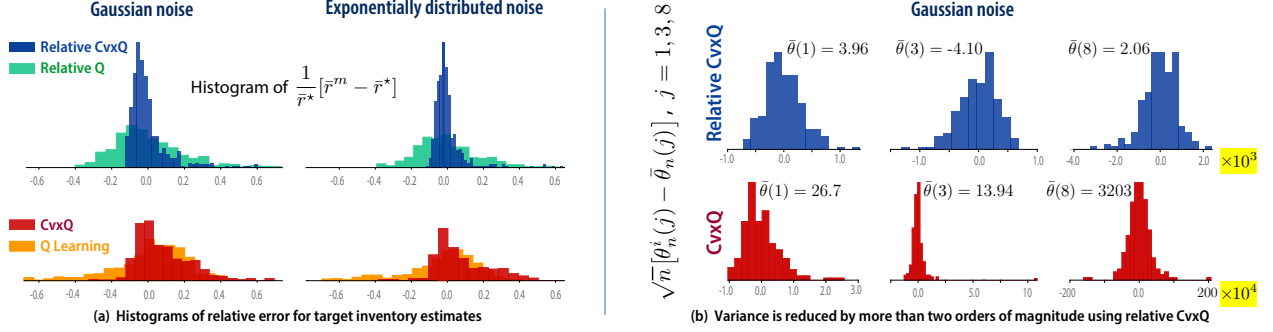 Gaussian noise
Exponentially distributed noise
Relative CvxQ
Relative Q
Histogram of 1/r̄⋆ [r̄ᵐ − r̄⋆]
-0.6 -0.4 -0.2 0.0 0.2 0.4 0.6
-0.6 -0.4 -0.2 0.0 0.2 0.4 0.6
CvxQ
Q Learning
-0.6 -0.4 -0.2 0.0 0.2 0.4 0.6
-0.6 -0.4 -0.2 0.0 0.2 0.4 0.6
(a) Histograms of relative error for target inventory estimates
√n[θⁱₙ(j) − θ̄ₙ(j)] , j = 1, 3, 8
Gaussian noise
Relative CvxQ
θ̄(1) = 3.96
θ̄(3) = -4.10
θ̄(8) = 2.06
-1.0 0.0 1.0
-1.0 0.0 1.0
-4.0 -2.0 0.0 2.0
×10³
CvxQ
θ̄(1) = 26.7
θ̄(3) = 13.94
θ̄(8) = 3203
-1.0 0.0 1.0 2.0 3.0
0.0 5.0 10
-200 0 200
×10⁴
(b) Variance is reduced by more than two orders of magnitude using relative CvxQ